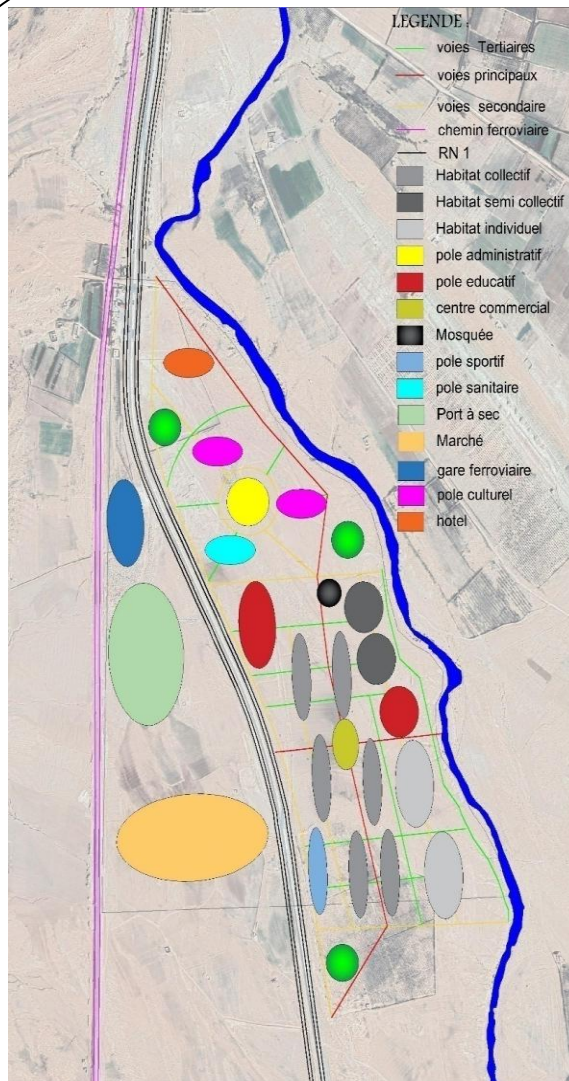 LEGENDE :
voies Tertiaires
voies principaux
voies secondaire
chemin ferroviaire
RN 1
Habitat collectif
Habitat semi collectif
Habitat individuel
pole administratif
pole educatif
centre commercial
Mosquée
pole sportif
pole sanitaire
Port à sec
Marché
gare ferroviaire
pole culturel
hotel